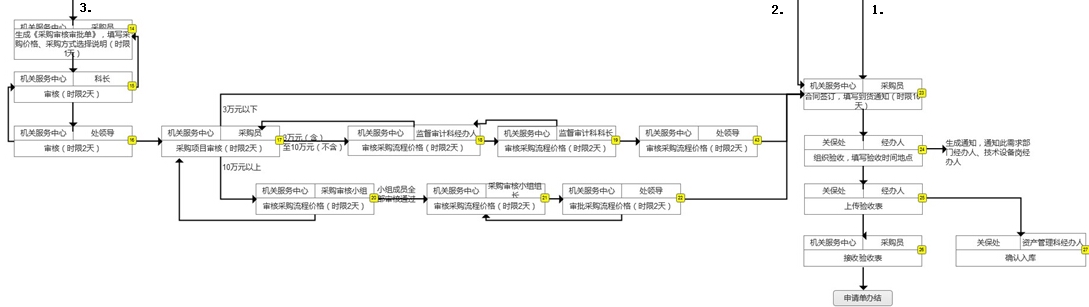 3.
2.
1.
机关服务中心 采购员
14
生成《采购审核审批单》，填写采
购价格、采购方式选择说明（时限
1天）
机关服务中心 科长
15
审核（时限2天）
机关服务中心 处领导
16
审核（时限2天）
机关服务中心 采购员
17
采购项目审核（时限2天）
3万元以下
3万元（含）
至10万元（不含）
10万元以上
机关服务中心 监督审计科经办人
18
审核采购流程价格（时限2天）
机关服务中心 监督审计科科长
19
审核采购流程价格（时限2天）
机关服务中心 处领导
43
审核采购流程价格（时限2天）
机关服务中心 采购审核小组
20
审核采购流程价格（时限2天）
小组成员全
部审核通过
机关服务中心 采购审核小组组
长
21
审核采购流程价格（时限2天）
机关服务中心 处领导
22
审批采购流程价格（时限2天）
机关服务中心 采购员
23
合同签订，填写到货通知（时限10
天）
关保处 经办人
24
组织验收，填写验收时间地点
生成通知，通知此需求部
门经办人、技术设备岗经
办人
关保处 经办人
25
上传验收表
机关服务中心 采购员
26
接收验收表
关保处 资产管理科经办人
27
确认入库
申请单办结